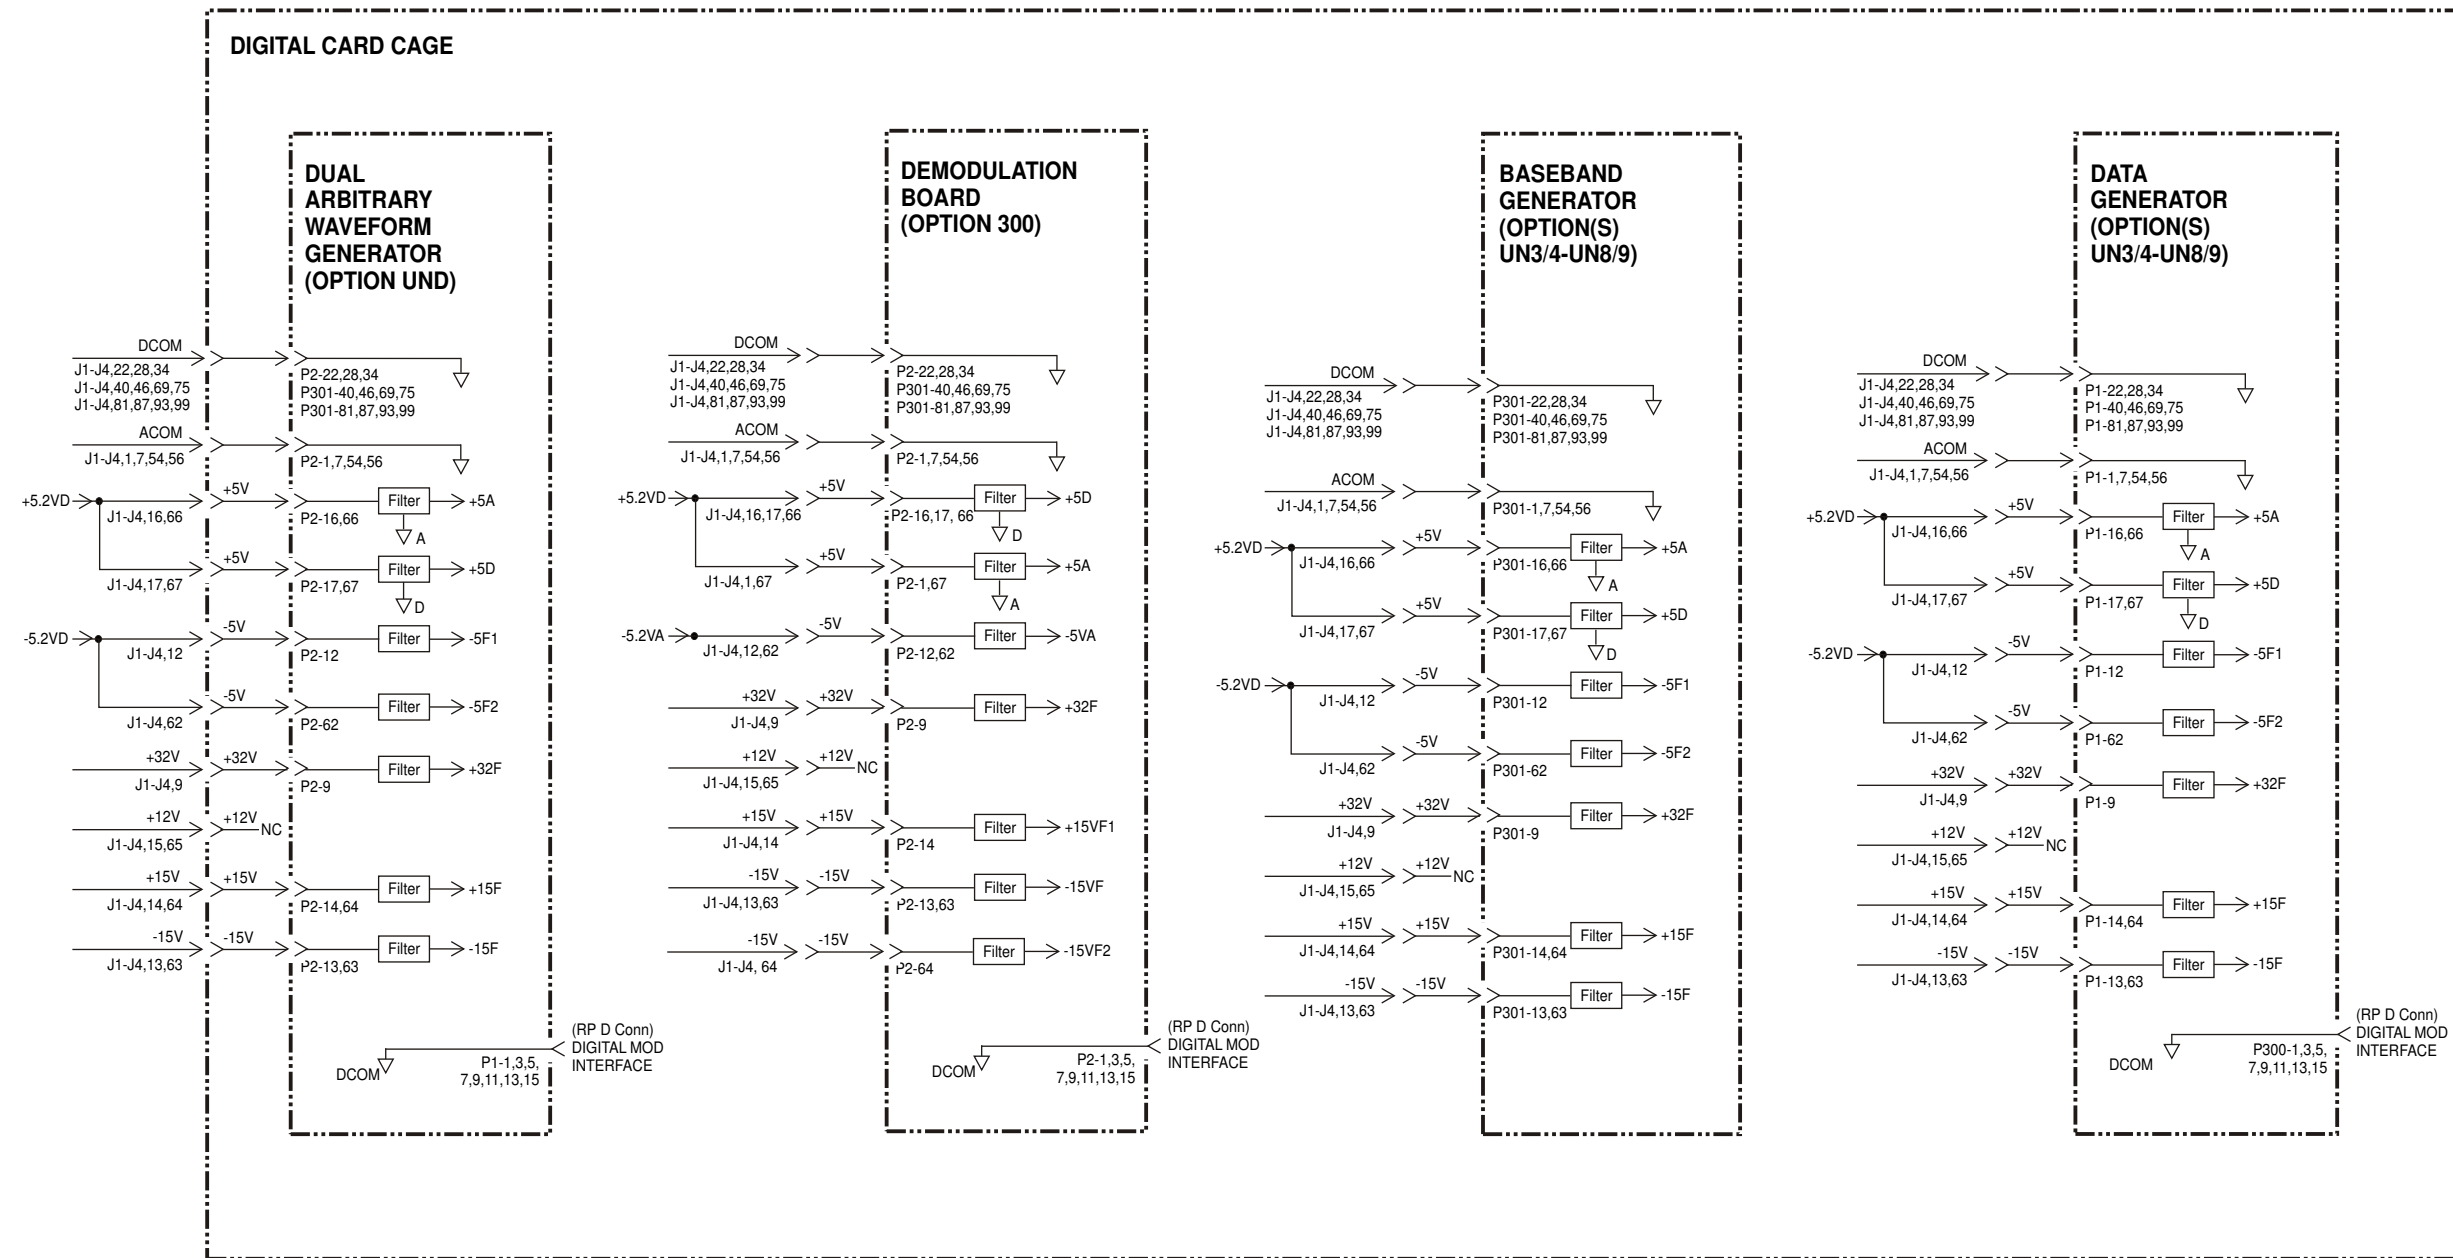 DIGITAL CARD CAGE
DUAL
ARBITRARY
WAVEFORM
GENERATOR
(OPTION UND)
DCOM
J1-J4,22,28,34
J1-J4,40,46,69,75
J1-J4,81,87,93,99
P2-22,28,34
P301-40,46,69,75
P301-81,87,93,99
ACOM
J1-J4,1,7,54,56
P2-1,7,54,56
+5.2VD
J1-J4,16,66
+5V
P2-16,66
Filter
+5A
A
J1-J4,17,67
+5V
P2-17,67
Filter
+5D
D
-5.2VD
J1-J4,12
-5V
P2-12
Filter
-5F1
J1-J4,62
-5V
P2-62
Filter
-5F2
+32V
J1-J4,9
+32V
P2-9
Filter
+32F
+12V
J1-J4,15,65
+12V
NC
+15V
J1-J4,14,64
+15V
P2-14,64
Filter
+15F
-15V
J1-J4,13,63
-15V
P2-13,63
Filter
-15F
DCOM
P1-1,3,5,
7,9,11,13,15
(RP D Conn)
DIGITAL MOD
INTERFACE
DEMODULATION
BOARD
(OPTION 300)
DCOM
J1-J4,22,28,34
J1-J4,40,46,69,75
J1-J4,81,87,93,99
P2-22,28,34
P301-40,46,69,75
P301-81,87,93,99
ACOM
J1-J4,1,7,54,56
P2-1,7,54,56
+5.2VD
J1-J4,16,17,66
+5V
P2-16,17, 66
Filter
+5D
D
J1-J4,1,67
+5V
P2-1,67
Filter
+5A
A
-5.2VA
J1-J4,12,62
-5V
P2-12,62
Filter
-5VA
+32V
J1-J4,9
+32V
P2-9
Filter
+32F
+12V
J1-J4,15,65
+12V
NC
+15V
J1-J4,14
+15V
P2-14
Filter
+15VF1
-15V
J1-J4,13,63
-15V
P2-13,63
Filter
-15VF
-15V
J1-J4, 64
-15V
P2-64
Filter
-15VF2
DCOM
P2-1,3,5,
7,9,11,13,15
(RP D Conn)
DIGITAL MOD
INTERFACE
BASEBAND
GENERATOR
(OPTION(S)
UN3/4-UN8/9)
DCOM
J1-J4,22,28,34
J1-J4,40,46,69,75
J1-J4,81,87,93,99
P301-22,28,34
P301-40,46,69,75
P301-81,87,93,99
ACOM
J1-J4,1,7,54,56
P301-1,7,54,56
+5.2VD
J1-J4,16,66
+5V
P301-16,66
Filter
+5A
A
J1-J4,17,67
+5V
P301-17,67
Filter
+5D
D
-5.2VD
J1-J4,12
-5V
P301-12
Filter
-5F1
J1-J4,62
-5V
P301-62
Filter
-5F2
+32V
J1-J4,9
+32V
P301-9
Filter
+32F
+12V
J1-J4,15,65
+12V
NC
+15V
J1-J4,14,64
+15V
P301-14,64
Filter
+15F
-15V
J1-J4,13,63
-15V
P301-13,63
Filter
-15F
DATA
GENERATOR
(OPTION(S)
UN3/4-UN8/9)
DCOM
J1-J4,22,28,34
J1-J4,40,46,69,75
J1-J4,81,87,93,99
P1-22,28,34
P1-40,46,69,75
P1-81,87,93,99
ACOM
J1-J4,1,7,54,56
P1-1,7,54,56
+5.2VD
J1-J4,16,66
+5V
P1-16,66
Filter
+5A
A
J1-J4,17,67
+5V
P1-17,67
Filter
+5D
D
-5.2VD
J1-J4,12
-5V
P1-12
Filter
-5F1
J1-J4,62
-5V
P1-62
Filter
-5F2
+32V
J1-J4,9
+32V
P1-9
Filter
+32F
+12V
J1-J4,15,65
+12V
NC
+15V
J1-J4,14,64
+15V
P1-14,64
Filter
+15F
-15V
J1-J4,13,63
-15V
P1-13,63
Filter
-15F
DCOM
P300-1,3,5,
7,9,11,13,15
(RP D Conn)
DIGITAL MOD
INTERFACE